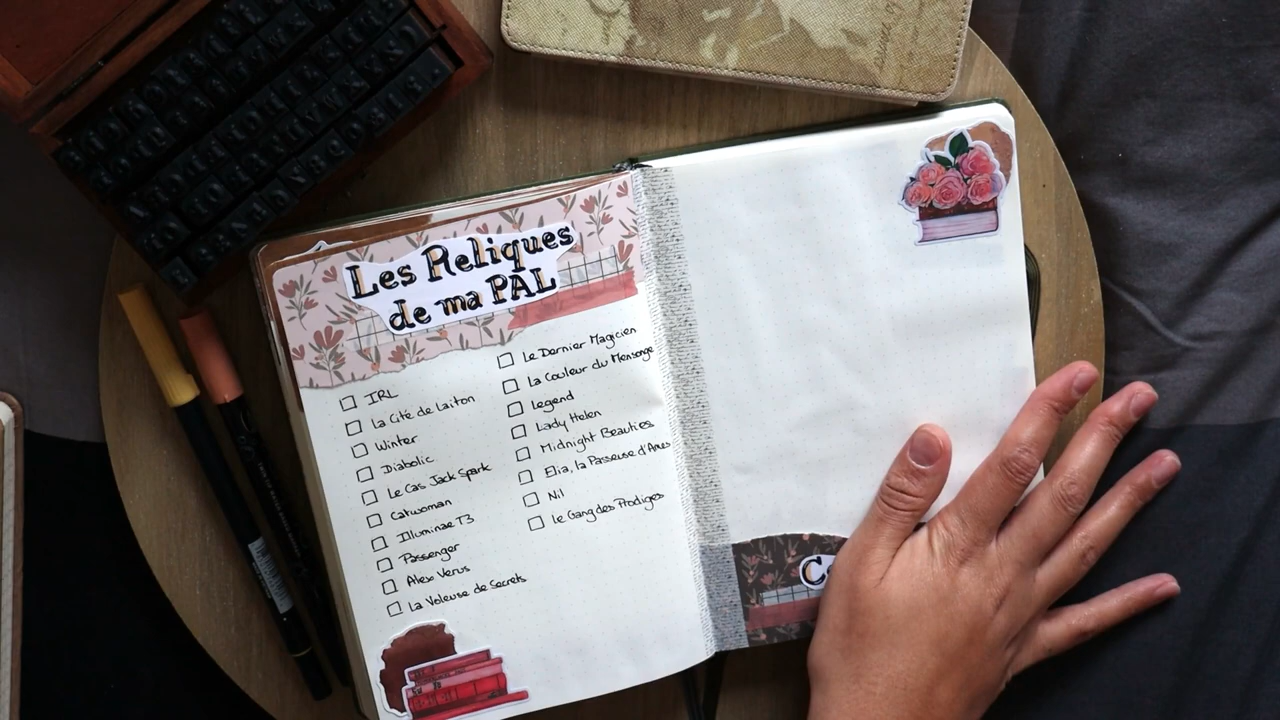 Les Reliques
de ma PAL
IRL
La Cité de Laiton
Winter
Diabolic
Le Cas Jack Spark
Catwoman
Illuminae T3
Passenger
Alex Verus
La Voleuse de Secrets
Le Dernier Magicien
La Couleur du Mensonge
Legend
Lady Helen
Midnight Beauties
Elia, la Passeuse d'Ames
Nil
Le Gang des Prodiges